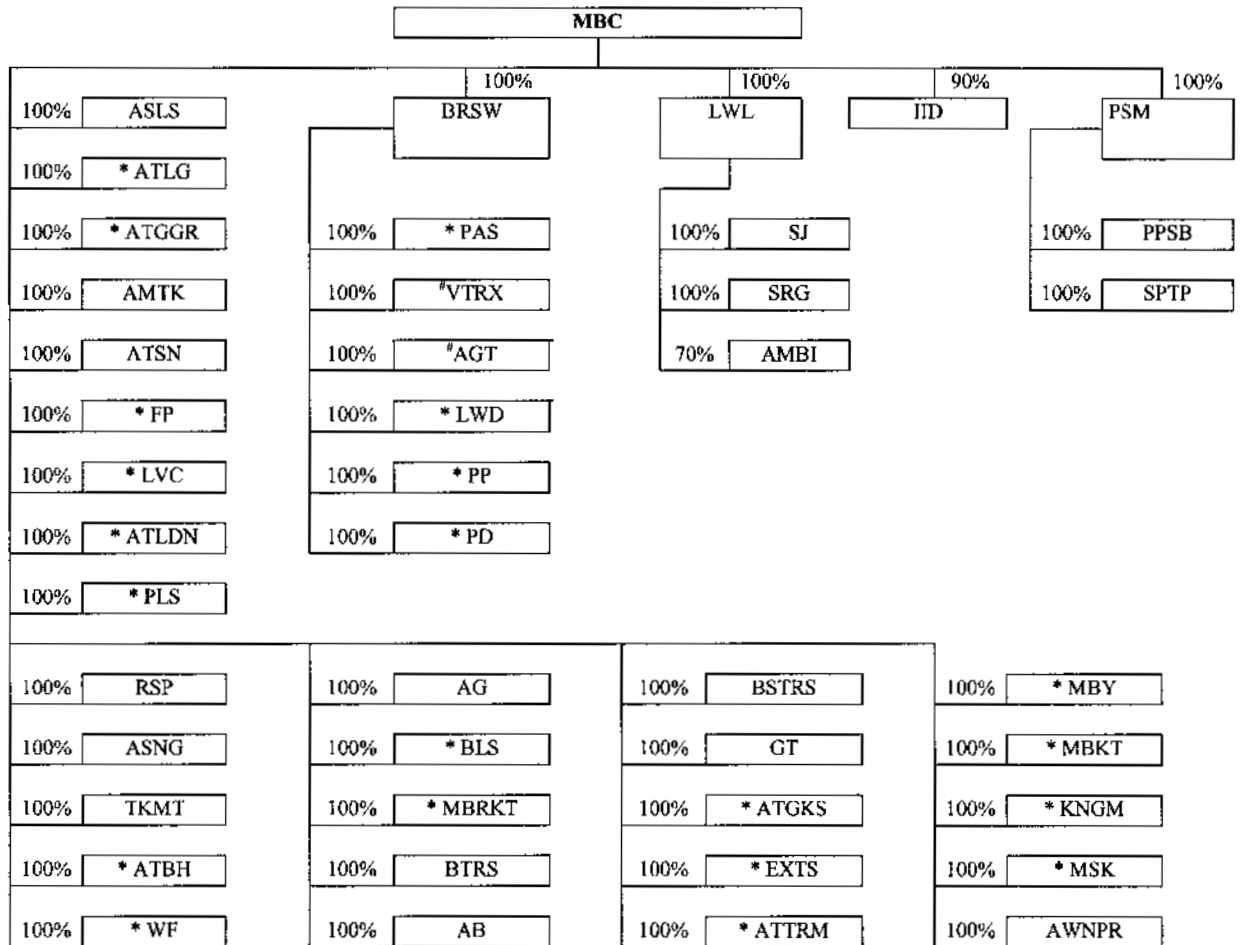 MBC
100% 100% 90% 100%
100% ASLS BRSW LWL IID PSM
100% * ATLG
100% * ATGGR 100% * PAS 100% SJ 100% PPSB
100% AMTK 100% #VTRX 100% SRG 100% SPTP
100% ATSN 100% #AGT 70% AMBI
100% * FP 100% * LWD
100% * LVC 100% * PP
100% * ATLDN 100% * PD
100% * PLS
100% RSP 100% AG 100% BSTRS 100% * MBY
100% ASNG 100% * BLS 100% GT 100% * MBKT
100% TKMT 100% * MBRKT 100% * ATGKS 100% * KNGM
100% * ATBH 100% BTRS 100% * EXTS 100% * MSK
100% * WF 100% AB 100% * ATTRM 100% AWNPR